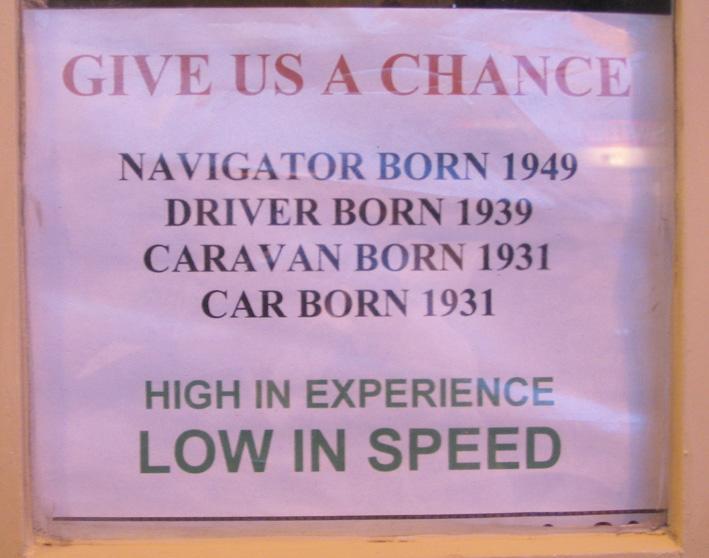 GIVE US A CHANCE
NAVIGATOR BORN 1949
DRIVER BORN 1939
CARAVAN BORN 1931
CAR BORN 1931
HIGH IN EXPERIENCE
LOW IN SPEED